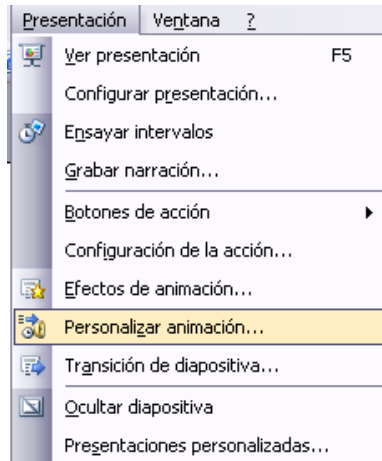 Presentación Ventana ?
Ver presentación F5
Configurar presentación...
Ensayar intervalos
Grabar narración...
Botones de acción
Configuración de la acción...
Efectos de animación...
Personalizar animación...
Transición de diapositiva...
Ocultar diapositiva
Presentaciones personalizadas...